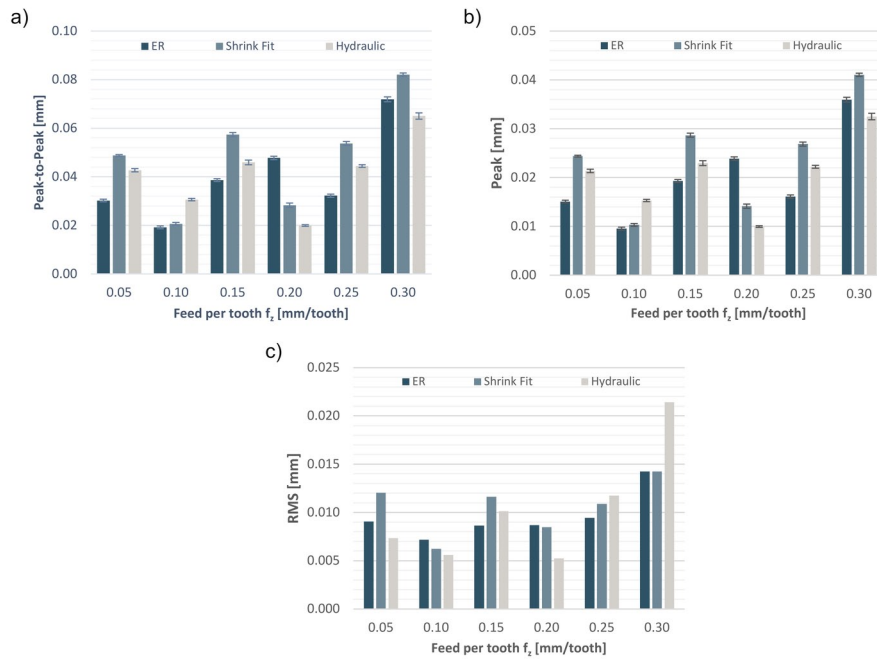 a)
0.10
0.08
0.06
0.04
0.02
0.00
Peak-to-Peak [mm]
ER Shrink Fit Hydraulic
0.05 0.10 0.15 0.20 0.25 0.30
Feed per tooth fz [mm/tooth]
b)
0.05
0.04
0.03
0.02
0.01
0.00
Peak [mm]
ER Shrink Fit Hydraulic
0.05 0.10 0.15 0.20 0.25 0.30
Feed per tooth fz [mm/tooth]
c)
0.025
0.020
0.015
0.010
0.005
0.000
RMS [mm]
ER Shrink Fit Hydraulic
0.05 0.10 0.15 0.20 0.25 0.30
Feed per tooth fz [mm/tooth]